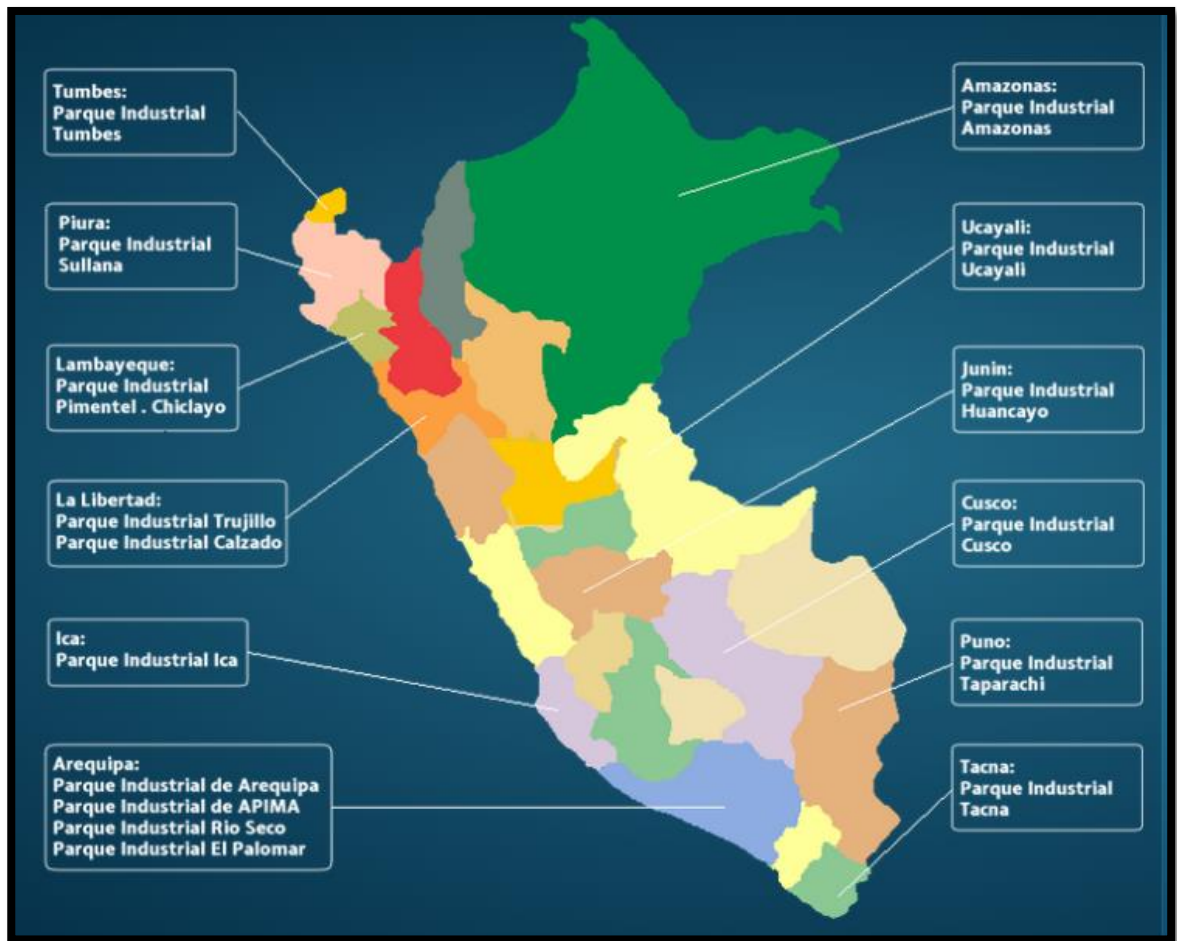 Tumbes:
Parque Industrial
Tumbes
Piura:
Parque Industrial
Sullana
Lambayeque:
Parque Industrial
Pimentel . Chiclayo
La Libertad:
Parque Industrial Trujillo
Parque Industrial Calzado
Ica:
Parque Industrial Ica
Arequipa:
Parque Industrial de Arequipa
Parque Industrial de APIMA
Parque Industrial Rio Seco
Parque Industrial El Palomar
Amazonas:
Parque Industrial
Amazonas
Ucayali:
Parque Industrial
Ucayali
Junin:
Parque Industrial
Huancayo
Cusco:
Parque Industrial
Cusco
Puno:
Parque Industrial
Taparachi
Tacna:
Parque Industrial
Tacna